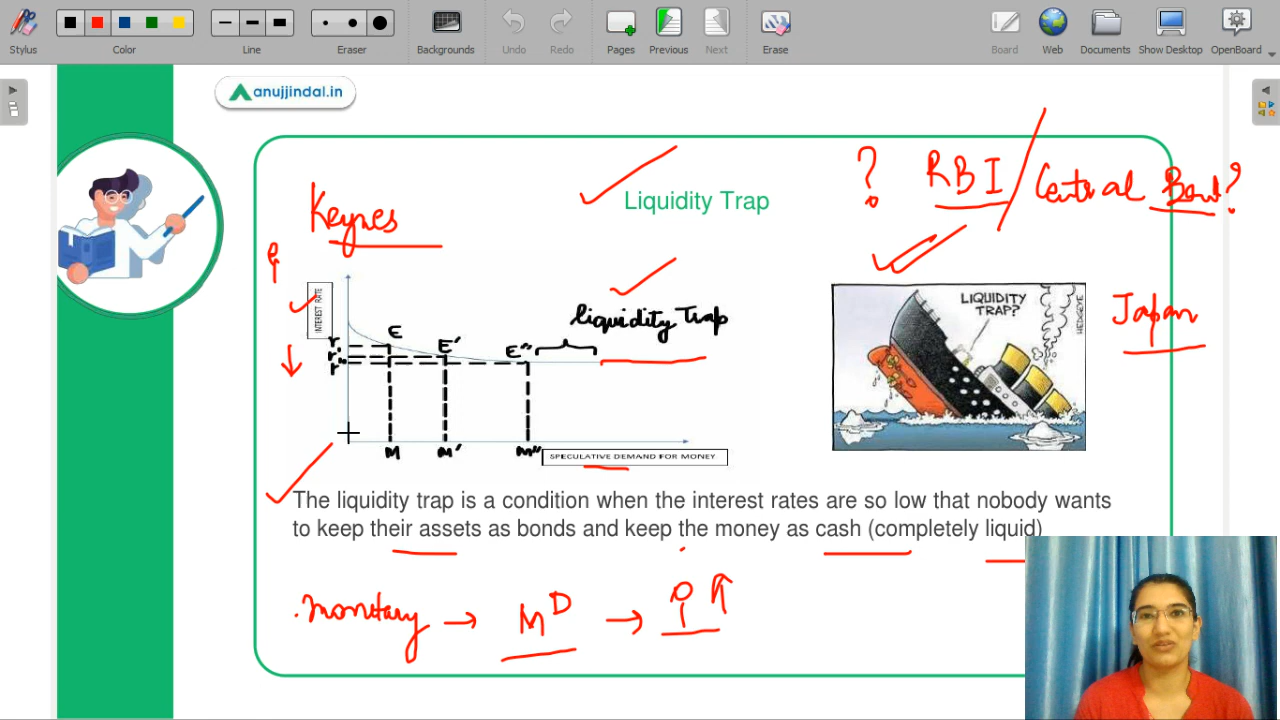 Stylus
Color
Line
Eraser
Backgrounds
Undo
Redo
Pages
Previous
Next
Erase
Board
Web
Documents
Show Desktop
OpenBoard
anujjindal.in
Liquidity Trap
? RBI / Central Bank?
Keynes
INTEREST RATE
liquidity Trap
E
E'
E"
r
r'
r"
M
M'
M"
SPECULATIVE DEMAND FOR MONEY
LIQUIDITY
TRAP?
HEDGEYE
Japan
The liquidity trap is a condition when the interest rates are so low that nobody wants
to keep their assets as bonds and keep the money as cash (completely liquid)
Monetary → M D →